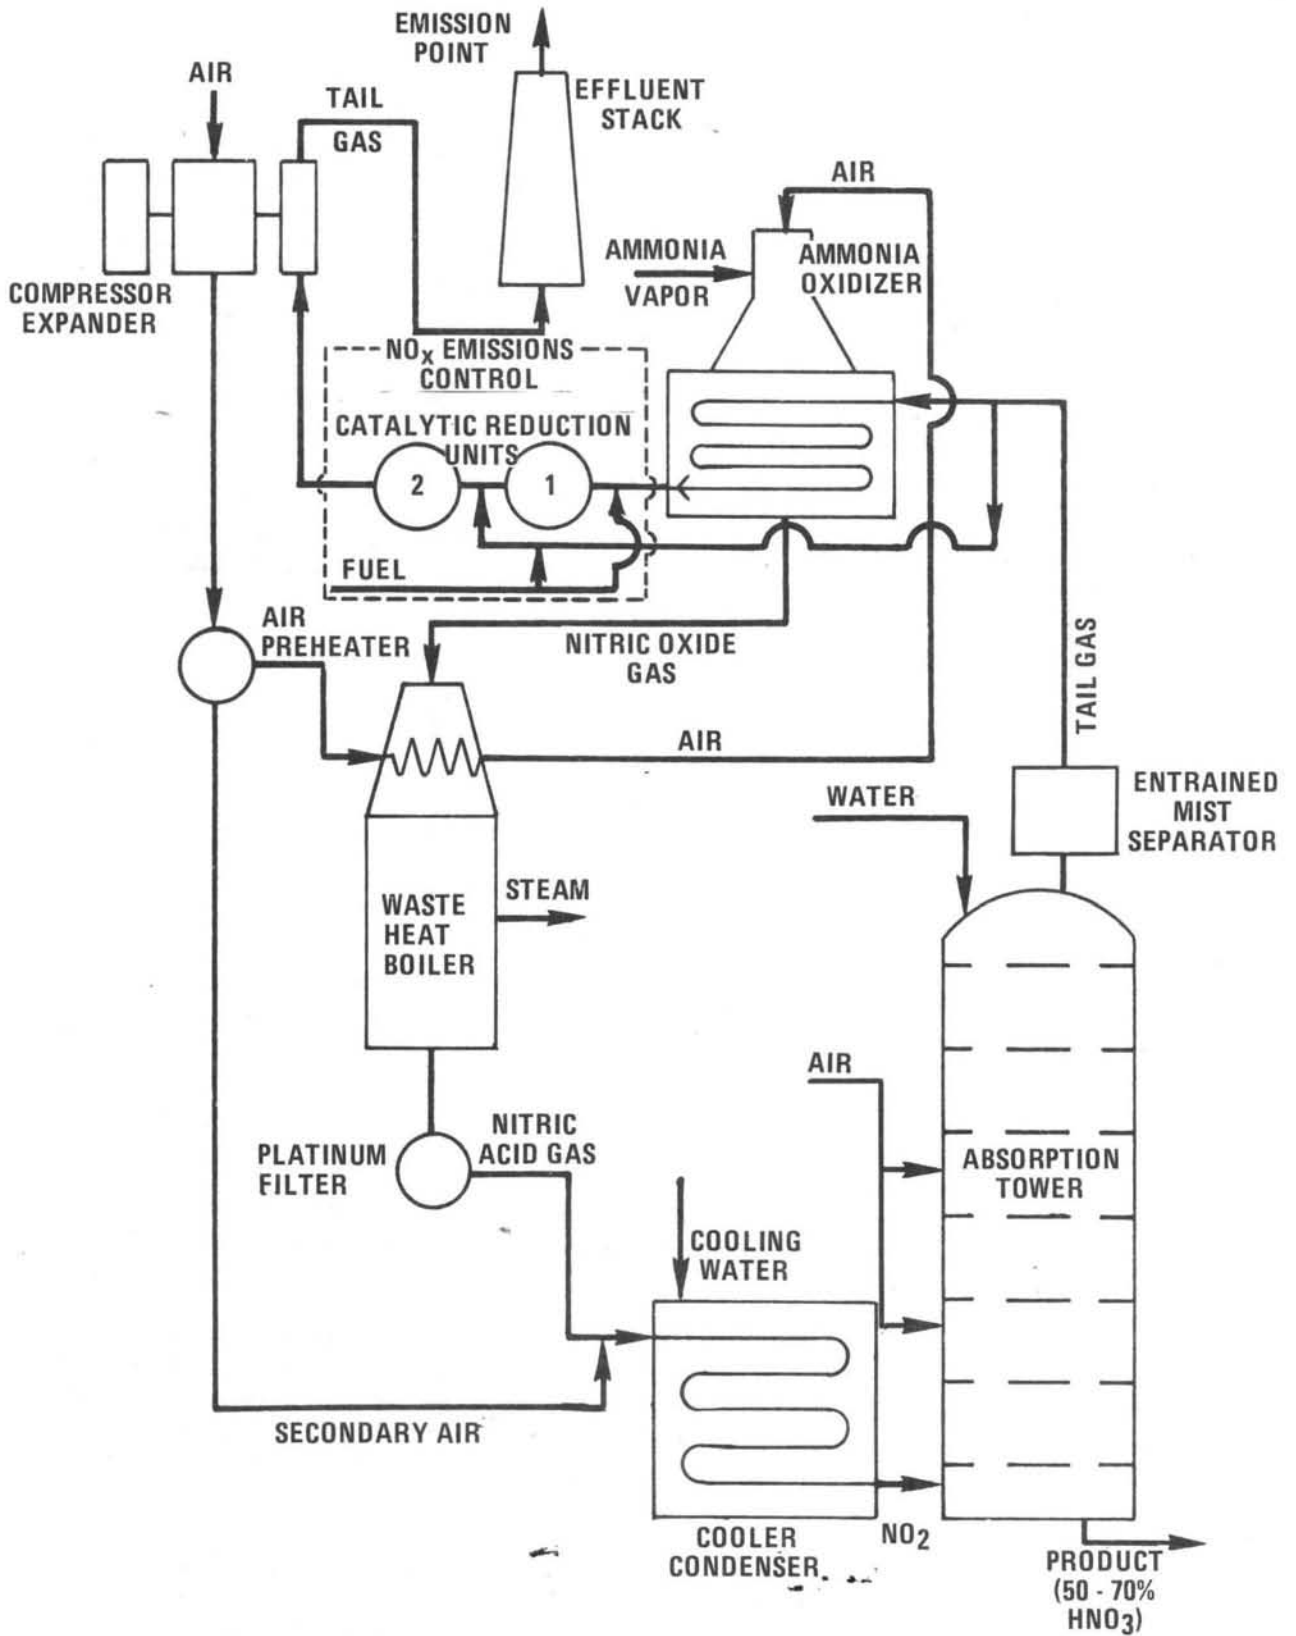 EMISSION
POINT
AIR
TAIL
GAS
EFFLUENT
STACK
AIR
AMMONIA
VAPOR
AMMONIA
OXIDIZER
COMPRESSOR
EXPANDER
NOx EMISSIONS
CONTROL
CATALYTIC REDUCTION
UNITS
2
1
FUEL
AIR
PREHEATER
NITRIC OXIDE
GAS
TAIL GAS
AIR
WATER
ENTRAINED
MIST
SEPARATOR
STEAM
WASTE
HEAT
BOILER
AIR
NITRIC
ACID GAS
PLATINUM
FILTER
ABSORPTION
TOWER
COOLING
WATER
SECONDARY AIR
COOLER
CONDENSER
NO2
PRODUCT
(50 - 70%
HNO3)